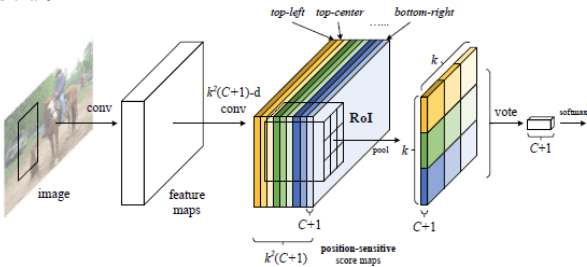 top-left top-center ...... bottom-right
k
k²(C+1)-d
conv
conv
RoI
pool
k
vote
softmax
C+1
image
feature
maps
C+1
C+1
k²(C+1)
position-sensitive
score maps